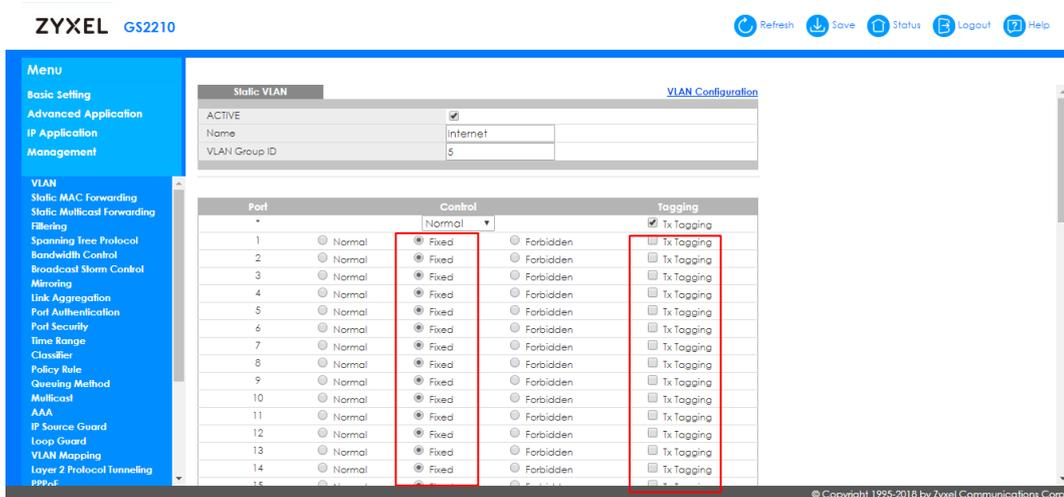 ZYXEL GS2210
Refresh Save Status Logout Help
Menu
Basic Setting
Advanced Application
IP Application
Management
VLAN
Static MAC Forwarding
Static Multicast Forwarding
Filtering
Spanning Tree Protocol
Bandwidth Control
Broadcast Storm Control
Mirroring
Link Aggregation
Port Authentication
Port Security
Time Range
Classifier
Policy Rule
Queuing Method
Multicast
AAA
IP Source Guard
Loop Guard
VLAN Mapping
Layer 2 Protocol Tunneling
PPPoE
Static VLAN VLAN Configuration
ACTIVE
Name Internet
VLAN Group ID 5
Port Control Tagging
* Normal Tx Tagging
1 Normal Fixed Forbidden Tx Tagging
2 Normal Fixed Forbidden Tx Tagging
3 Normal Fixed Forbidden Tx Tagging
4 Normal Fixed Forbidden Tx Tagging
5 Normal Fixed Forbidden Tx Tagging
6 Normal Fixed Forbidden Tx Tagging
7 Normal Fixed Forbidden Tx Tagging
8 Normal Fixed Forbidden Tx Tagging
9 Normal Fixed Forbidden Tx Tagging
10 Normal Fixed Forbidden Tx Tagging
11 Normal Fixed Forbidden Tx Tagging
12 Normal Fixed Forbidden Tx Tagging
13 Normal Fixed Forbidden Tx Tagging
14 Normal Fixed Forbidden Tx Tagging
© Copyright 1995-2018 by Zyxel Communications Corp